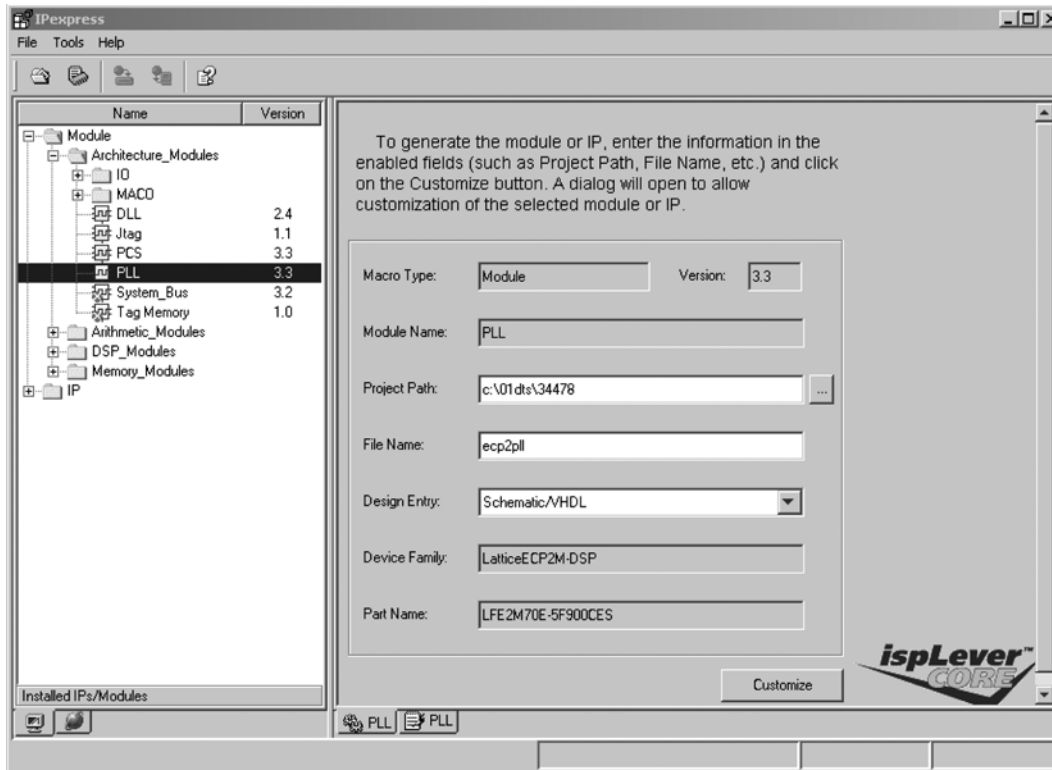 IPexpress
File Tools Help
Name Version
Module
Architecture_Modules
IO
MACO
DLL 2.4
Jtag 1.1
PCS 3.3
PLL 3.3
System_Bus 3.2
Tag Memory 1.0
Arithmetic_Modules
DSP_Modules
Memory_Modules
IP
Installed IPs/Modules
To generate the module or IP, enter the information in the
enabled fields (such as Project Path, File Name, etc.) and click
on the Customize button. A dialog will open to allow
customization of the selected module or IP.
Macro Type: Module Version: 3.3
Module Name: PLL
Project Path: c:\01dts\34478 ...
File Name: ecp2pll
Design Entry: Schematic/VHDL
Device Family: LatticeECP2M-DSP
Part Name: LFE2M70E-5F900CES
Customize
ispLever™
CORE
PLL PLL